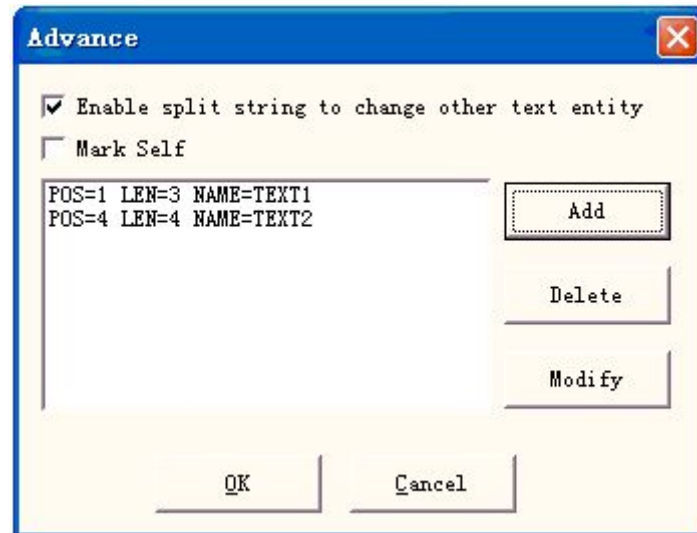 Advance
Enable split string to change other text entity
Mark Self
POS=1 LEN=3 NAME=TEXT1
POS=4 LEN=4 NAME=TEXT2
Add
Delete
Modify
OK
Cancel